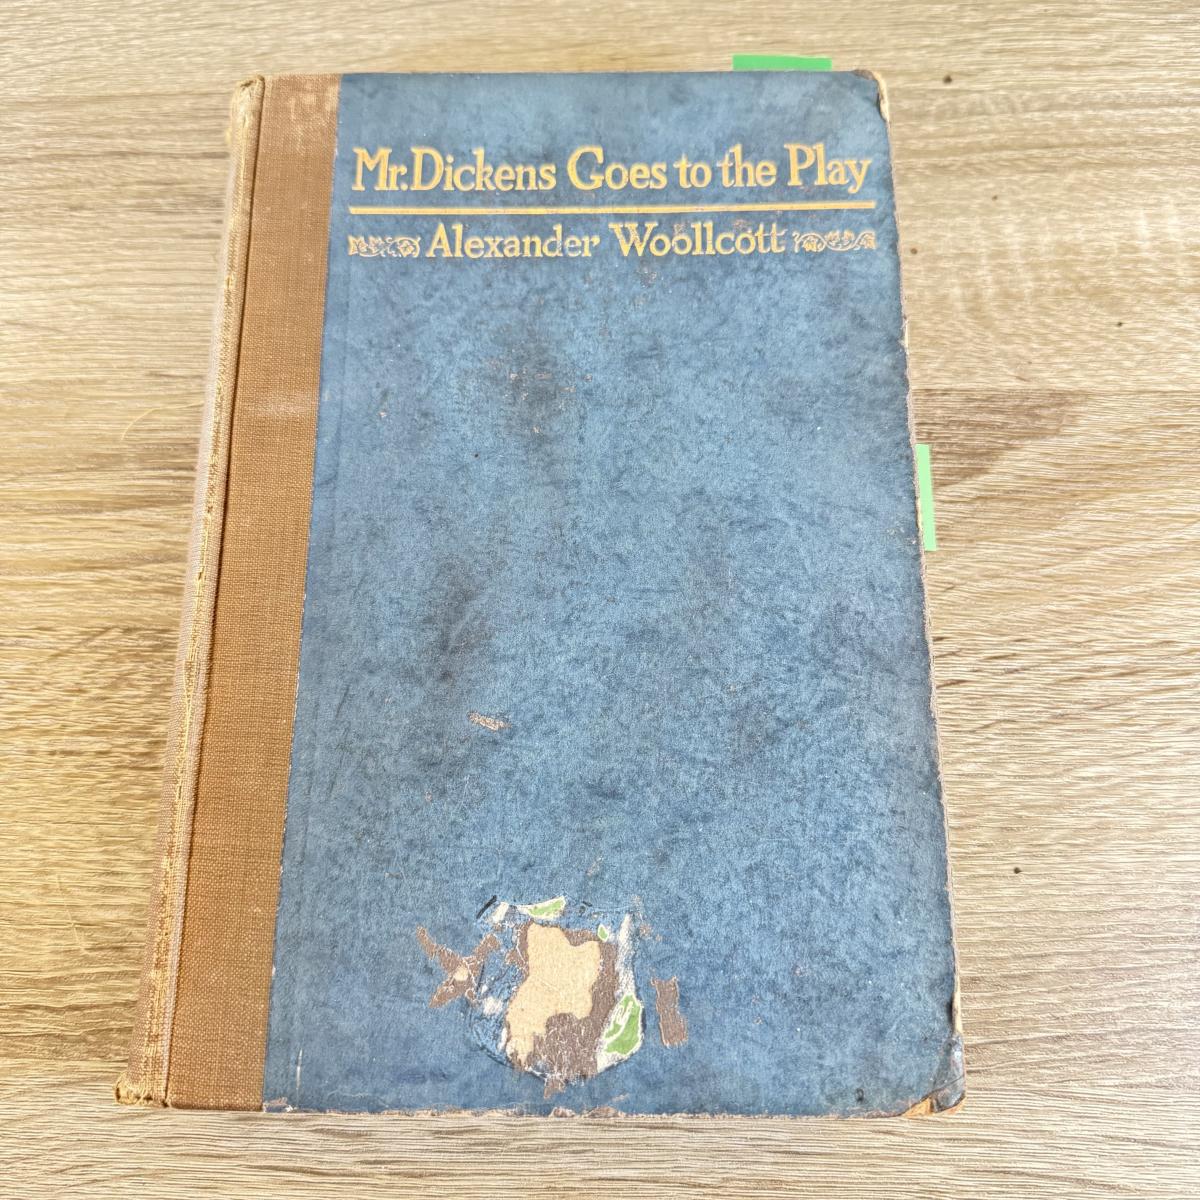 Mr. Dickens Goes to the Play
Alexander Woollcott